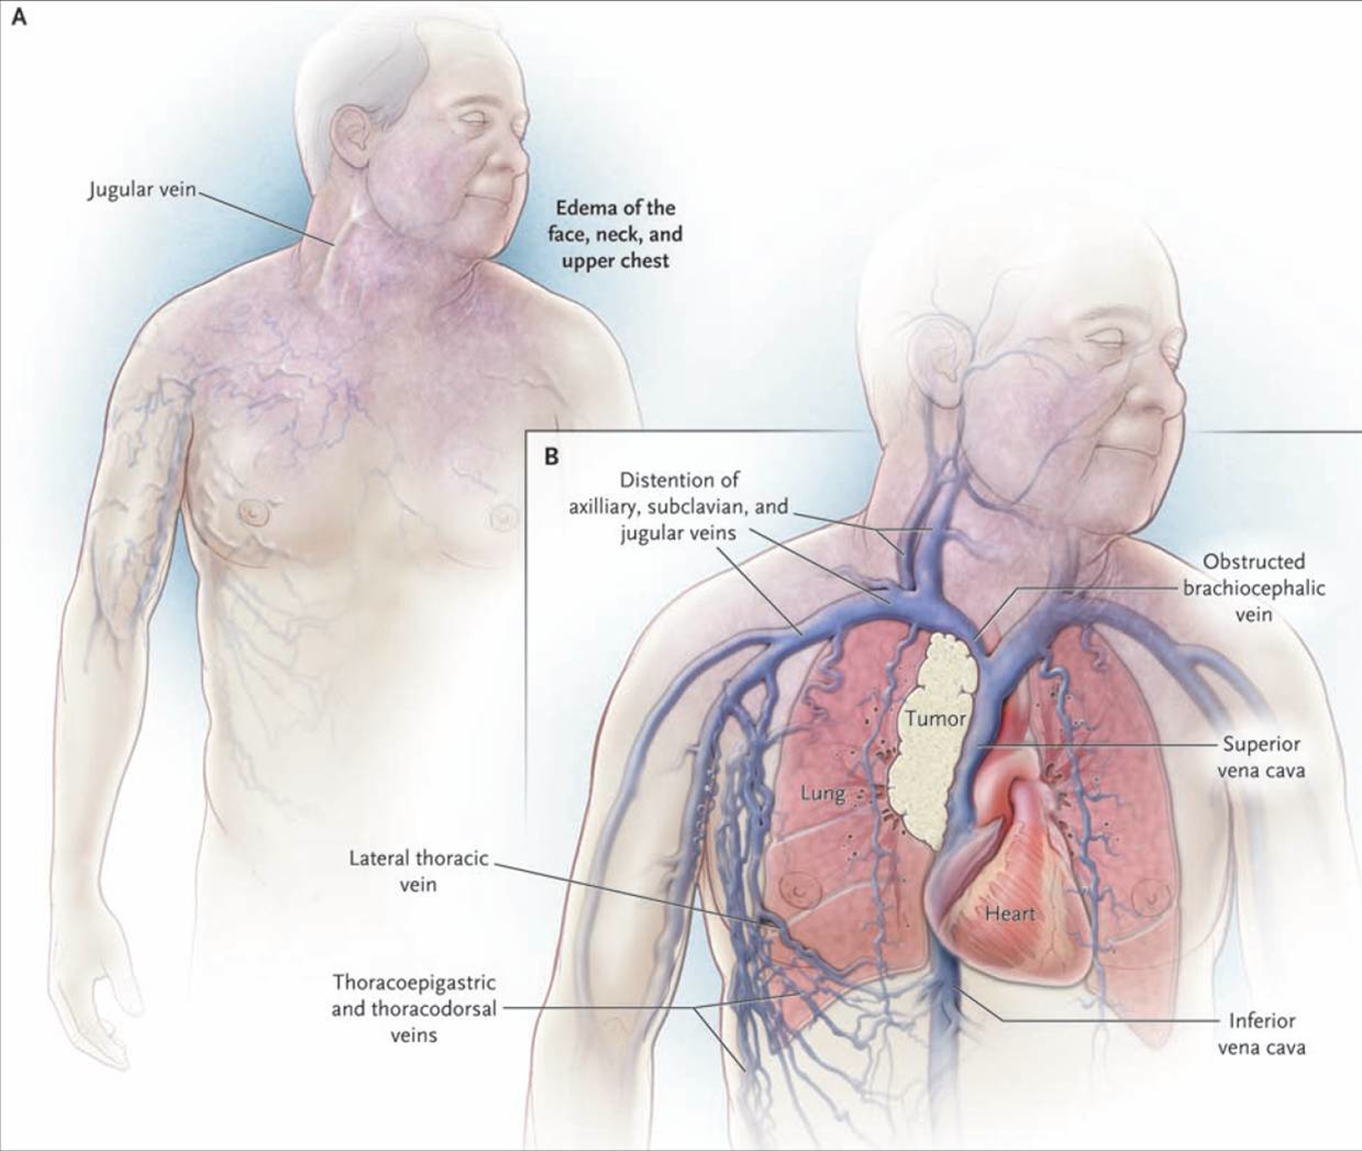 A
Jugular vein
Edema of the
face, neck, and
upper chest
B
Distention of
axilliary, subclavian, and
jugular veins
Obstructed
brachiocephalic
vein
Tumor
Superior
vena cava
Lung
Lateral thoracic
vein
Heart
Thoracoepigastric
and thoracodorsal
veins
Inferior
vena cava